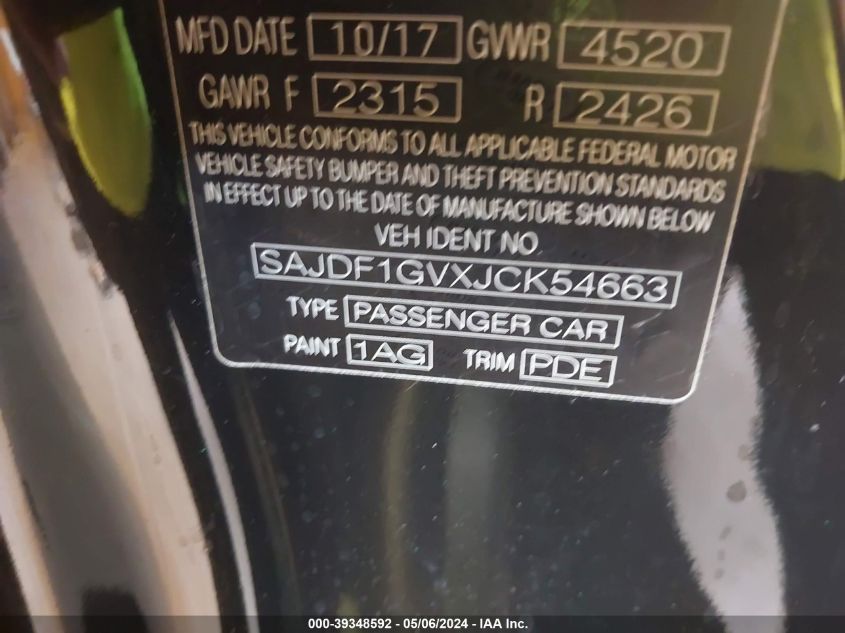 MFD DATE 10/17 GVWR 4520
GAWR F 2315 R 2426
THIS VEHICLE CONFORMS TO ALL APPLICABLE FEDERAL MOTOR
VEHICLE SAFETY BUMPER AND THEFT PREVENTION STANDARDS
IN EFFECT UP TO THE DATE OF MANUFACTURE SHOWN BELOW
VEH IDENT NO
SAJDF1GVXJCK54663
TYPE PASSENGER CAR
PAINT 1AG TRIM PDE
000-39348592 - 05/06/2024 - IAA Inc.